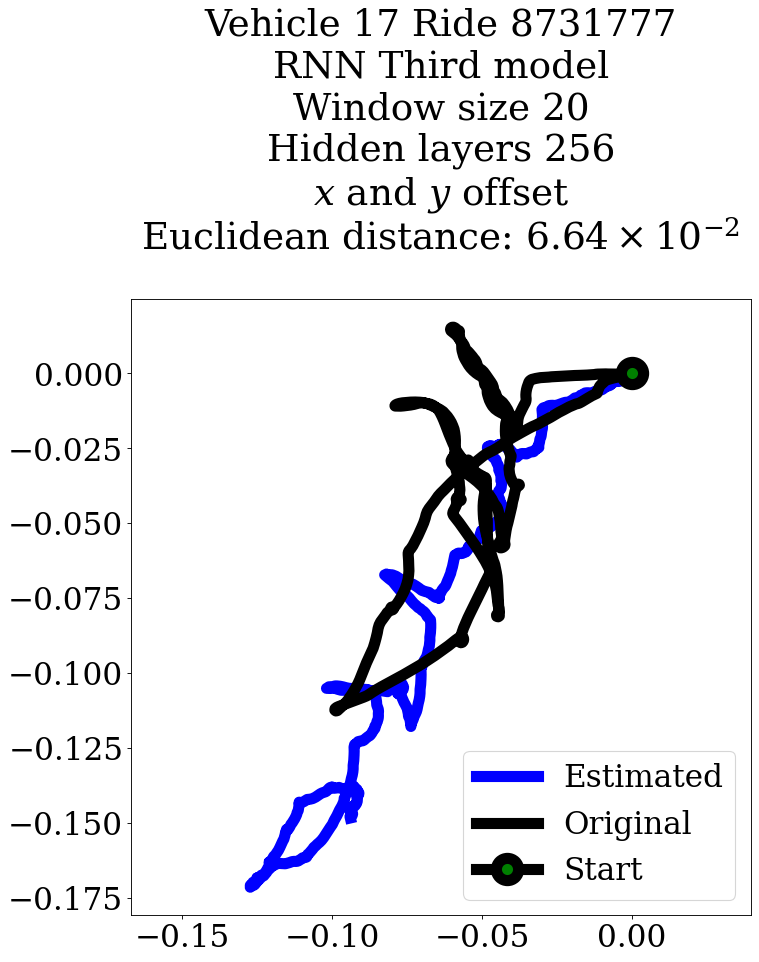 Vehicle 17 Ride 8731777
RNN Third model
Window size 20
Hidden layers 256
x and y offset
Euclidean distance: 6.64 × 10⁻²
0.000
−0.025
−0.050
−0.075
−0.100
−0.125
−0.150
−0.175
Estimated
Original
Start
−0.15 −0.10 −0.05 0.00